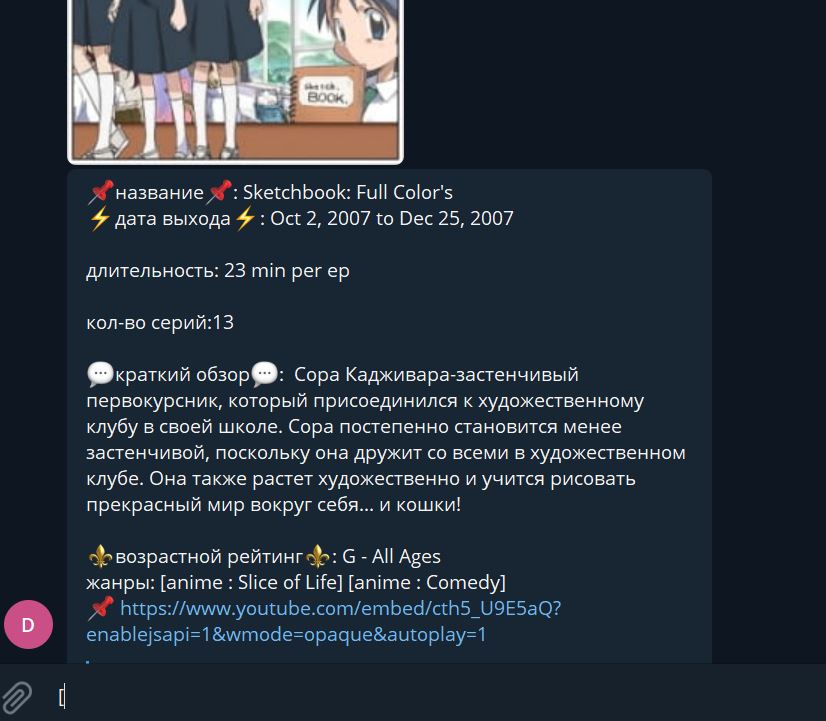 Sketch
BOOK.
📌название📌: Sketchbook: Full Color's
⚡дата выхода⚡: Oct 2, 2007 to Dec 25, 2007
длительность: 23 min per ep
кол-во серий:13
💬краткий обзор💬:  Сора Кадживара-застенчивый
первокурсник, который присоединился к художественному
клубу в своей школе. Сора постепенно становится менее
застенчивой, поскольку она дружит со всеми в художественном
клубе. Она также растет художественно и учится рисовать
прекрасный мир вокруг себя... и кошки!
⚜возрастной рейтинг⚜: G - All Ages
жанры: [anime : Slice of Life] [anime : Comedy]
📌 https://www.youtube.com/embed/cth5_U9E5aQ?
enablejsapi=1&wmode=opaque&autoplay=1
D
[